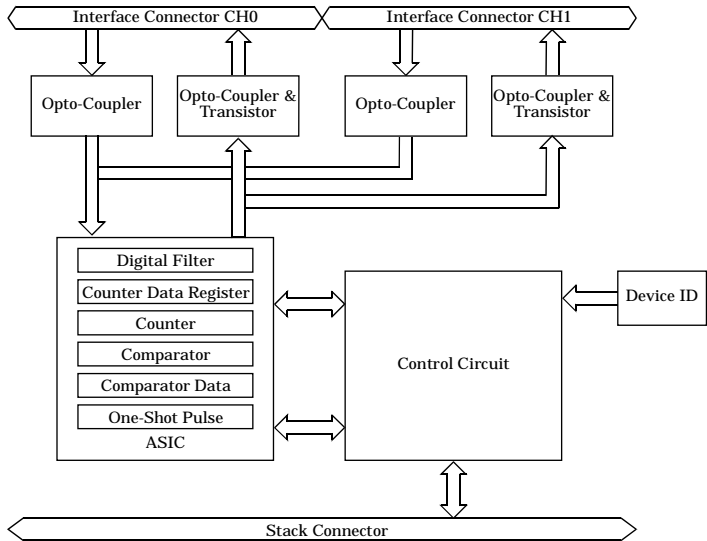 Interface Connector CH0
Interface Connector CH1
Opto-Coupler
Opto-Coupler &
Transistor
Opto-Coupler
Opto-Coupler &
Transistor
Digital Filter
Counter Data Register
Counter
Comparator
Comparator Data
One-Shot Pulse
ASIC
Control Circuit
Device ID
Stack Connector